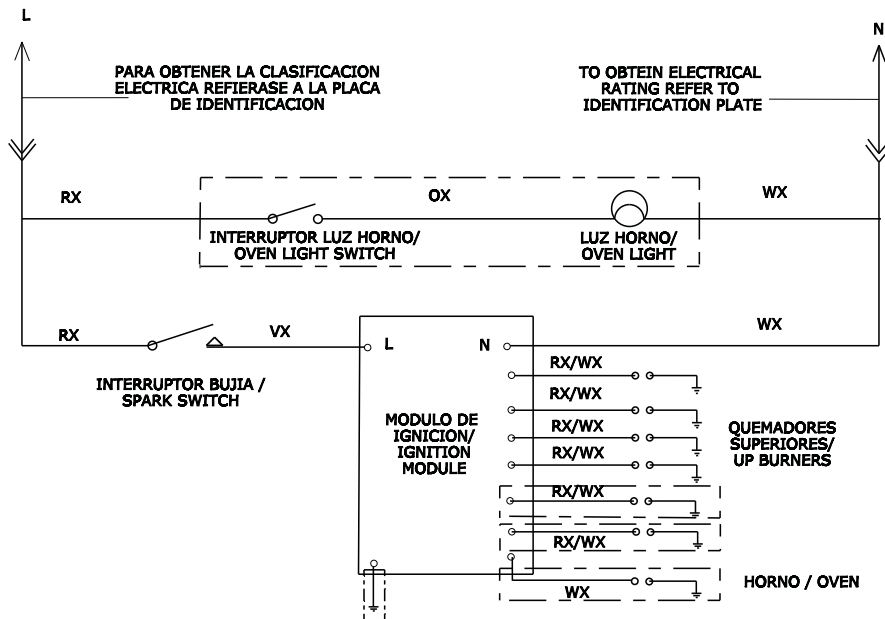 L
N
PARA OBTENER LA CLASIFICACION
ELECTRICA REFIERASE A LA PLACA
DE IDENTIFICACION
TO OBTEIN ELECTRICAL
RATING REFER TO
IDENTIFICATION PLATE
RX
OX
WX
INTERRUPTOR LUZ HORNO/
OVEN LIGHT SWITCH
LUZ HORNO/
OVEN LIGHT
RX
VX
L
N
WX
INTERRUPTOR BUJIA /
SPARK SWITCH
MODULO DE
IGNICION/
IGNITION
MODULE
RX/WX
RX/WX
RX/WX
RX/WX
RX/WX
RX/WX
WX
QUEMADORES
SUPERIORES/
UP BURNERS
HORNO / OVEN